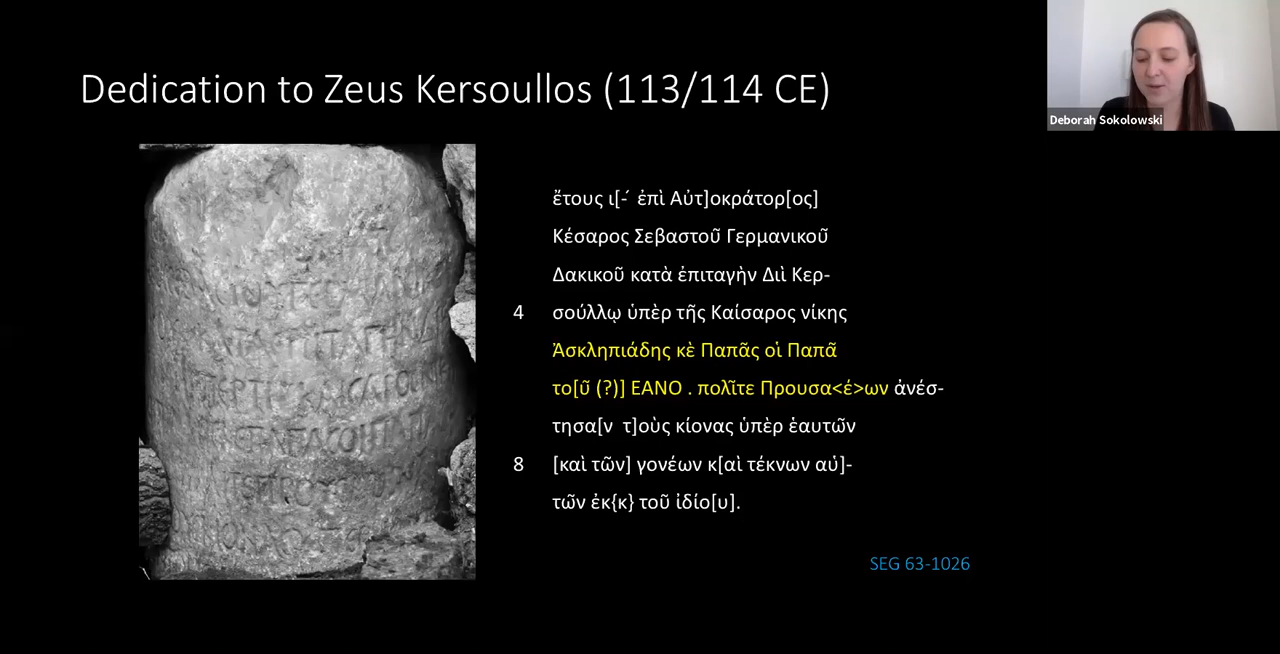 Dedication to Zeus Kersoullos (113/114 CE)
Deborah Sokolowski
ἔτους ι[-´ ἐπὶ Αὐτ]οκράτορ[ος]
Κέσαρος Σεβαστοῦ Γερμανικοῦ
Δακικοῦ κατὰ ἐπιταγὴν Διὶ Κερ-
4 σούλλῳ ὑπὲρ τῆς Καίσαρος νίκης
Ἀσκληπιάδης κὲ Παπᾶς οἱ Παπᾶ
το[ῦ (?)] ΕΑΝΟ . πολῖτε Προυσα<έ>ων ἀνέσ-
τησα[ν τ]οὺς κίονας ὑπὲρ ἑαυτῶν
8 [καὶ τῶν] γονέων κ[αὶ τέκνων αὐ]-
τῶν ἐκ{κ} τοῦ ἰδίο[υ].
SEG 63-1026